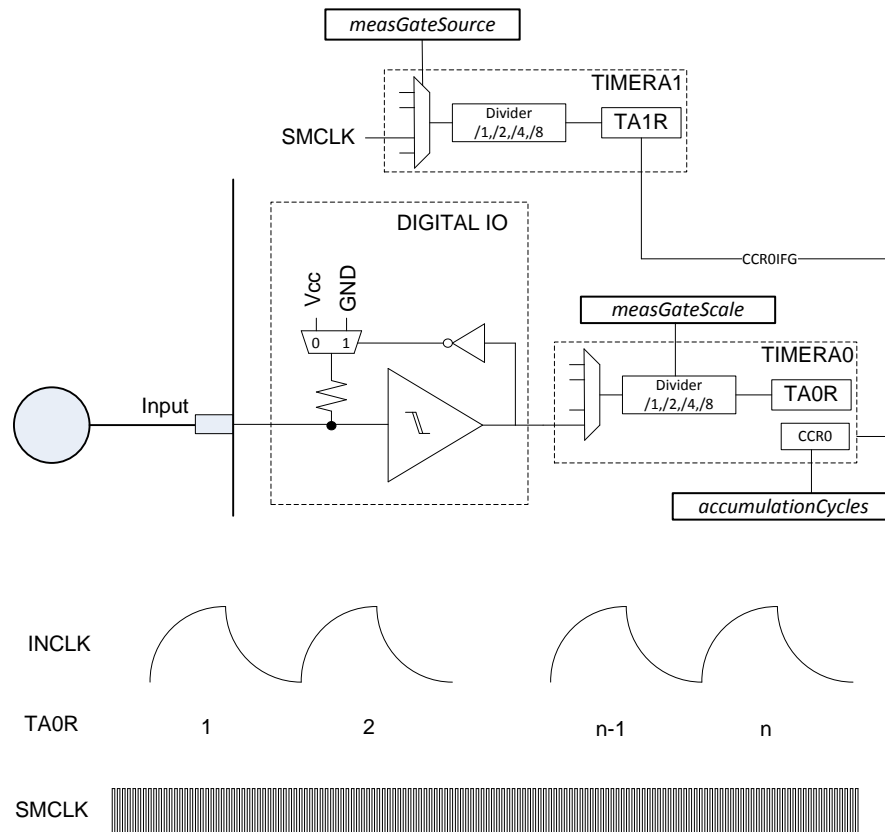 measGateSource
TIMERA1
Divider
/1,/2,/4,/8
TA1R
SMCLK
DIGITAL IO
CCR0IFG
Vcc
GND
measGateScale
0 1
TIMERA0
Divider
/1,/2,/4,/8
TA0R
Input
CCR0
accumulationCycles
INCLK
TA0R 1 2 n-1 n
SMCLK